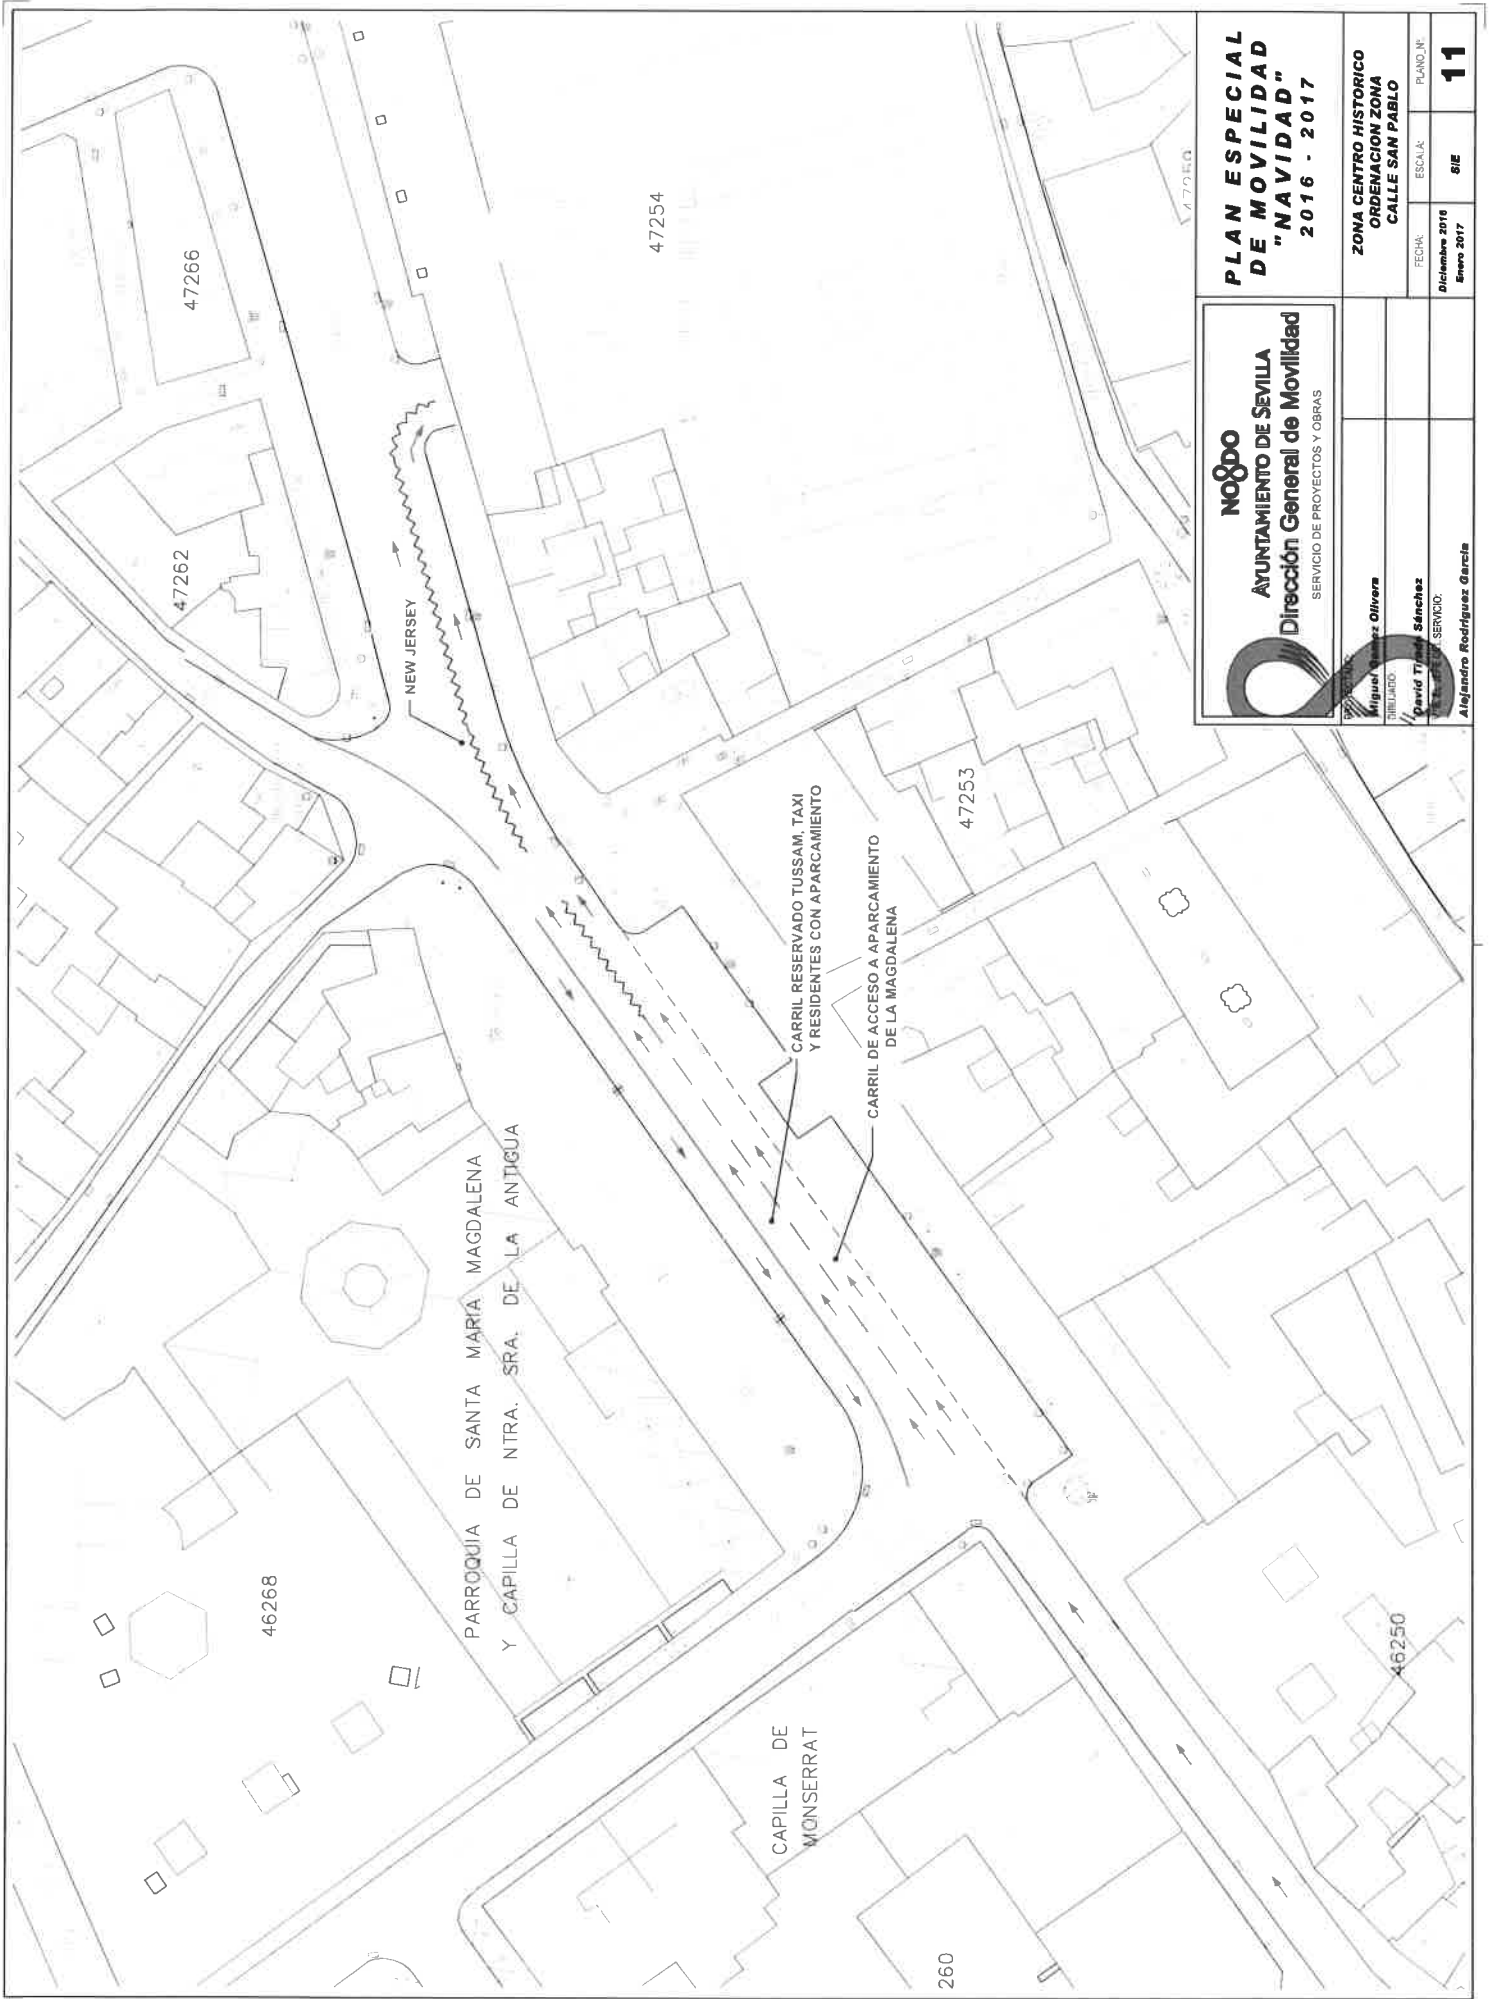 47266
47262
47254
NEW JERSEY
47253
CARRIL RESERVADO TUSSAM, TAXI
Y RESIDENTES CON APARCAMIENTO
CARRIL DE ACCESO A APARCAMIENTO
DE LA MAGDALENA
46268
PARROQUIA DE SANTA MARIA MAGDALENA
Y CAPILLA DE NTRA. SRA. DE LA ANTIGUA
CAPILLA DE
MONSERRAT
260
46250
NO8DO
AYUNTAMIENTO DE SEVILLA
Dirección General de Movilidad
SERVICIO DE PROYECTOS Y OBRAS
PLAN ESPECIAL
DE MOVILIDAD
"NAVIDAD"
2016 - 2017
ZONA CENTRO HISTORICO
ORDENACION ZONA
CALLE SAN PABLO
Miguel Olivera
DIBUJADO:
David Sánchez
SERVICIO:
Alejandro Rodríguez García
FECHA:
Diciembre 2016
Enero 2017
ESCALA:
S/E
PLANO_Nº:
11